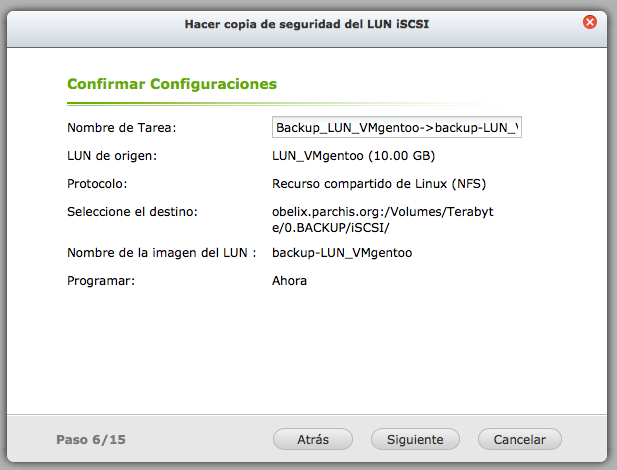 Hacer copia de seguridad del LUN iSCSI
Confirmar Configuraciones
Nombre de Tarea: Backup_LUN_VMgentoo->backup-LUN_V
LUN de origen: LUN_VMgentoo (10.00 GB)
Protocolo: Recurso compartido de Linux (NFS)
Seleccione el destino: obelix.parchis.org:/Volumes/Terabyt
e/0.BACKUP/iSCSI/
Nombre de la imagen del LUN : backup-LUN_VMgentoo
Programar: Ahora
Paso 6/15 Atrás Siguiente Cancelar